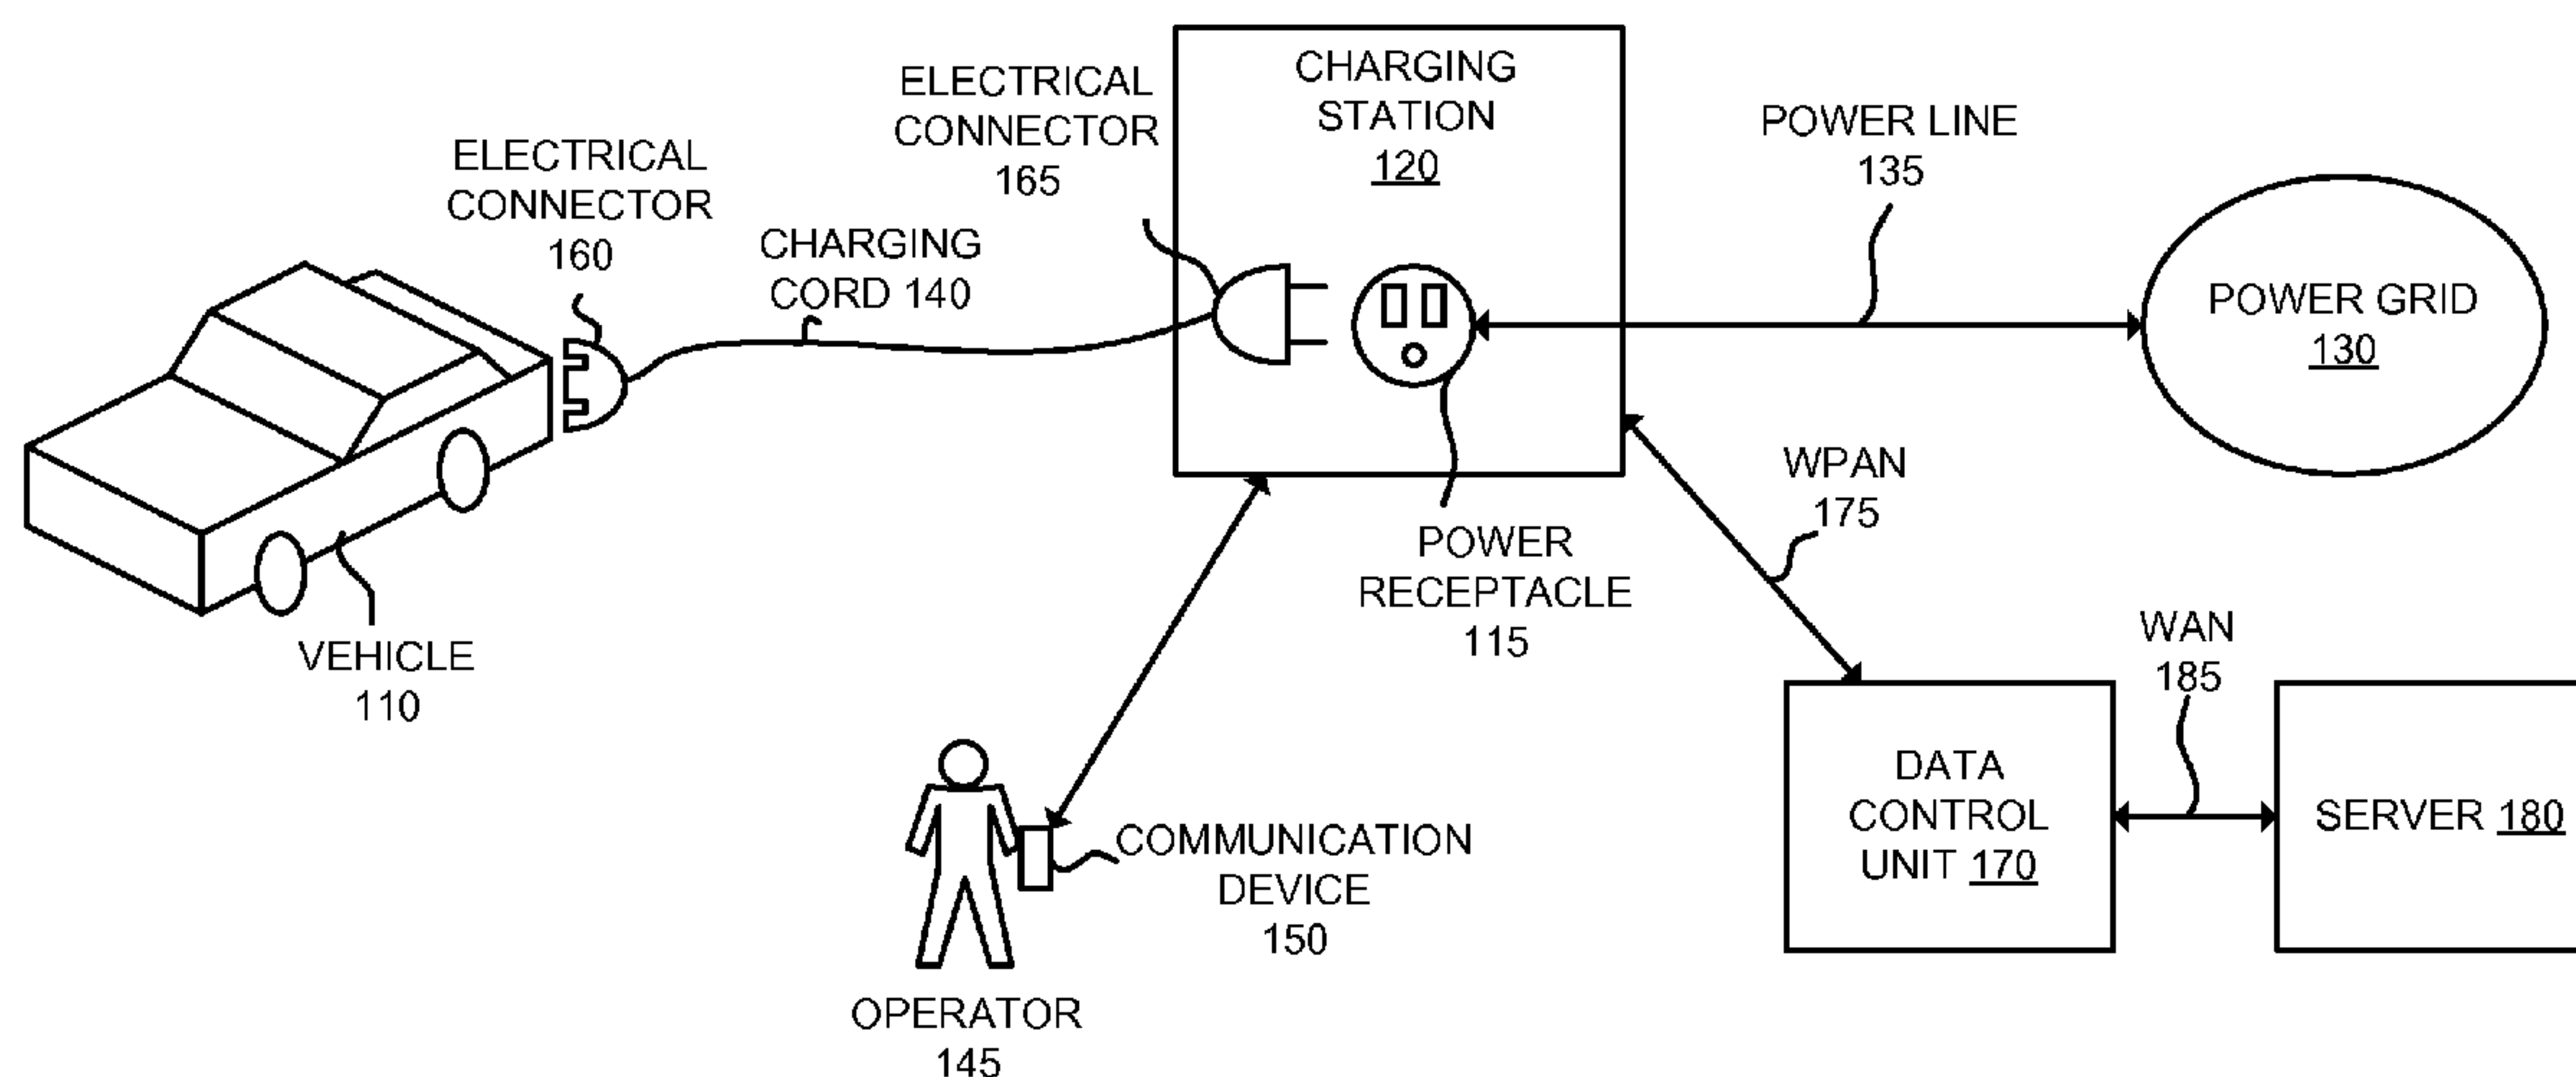 CHARGING
STATION
120
ELECTRICAL
CONNECTOR
165
POWER LINE
135
ELECTRICAL
CONNECTOR
160
CHARGING
CORD 140
POWER GRID
130
WPAN
175
POWER
RECEPTACLE
115
VEHICLE
110
WAN
185
DATA
CONTROL
UNIT 170
SERVER 180
COMMUNICATION
DEVICE
150
OPERATOR
145